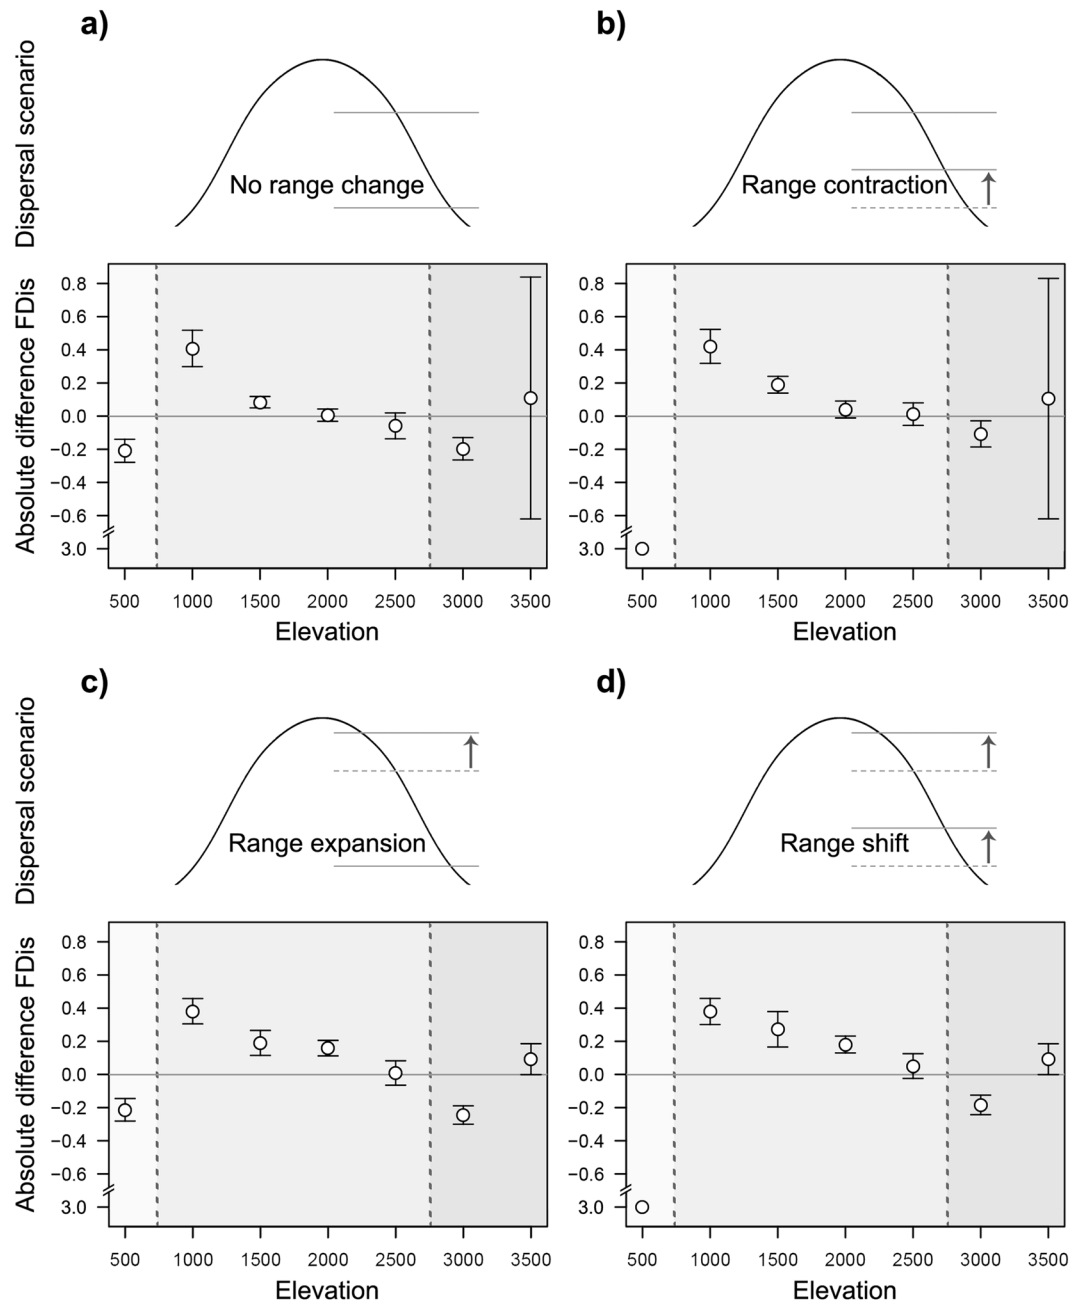 a)
b)
Dispersal scenario
No range change
Range contraction
Absolute difference FDis
0.8
0.6
0.4
0.2
0.0
−0.2
−0.4
−0.6
3.0
500 1000 1500 2000 2500 3000 3500
Elevation
0.8
0.6
0.4
0.2
0.0
−0.2
−0.4
−0.6
3.0
500 1000 1500 2000 2500 3000 3500
Elevation
c)
d)
Dispersal scenario
Range expansion
Range shift
Absolute difference FDis
0.8
0.6
0.4
0.2
0.0
−0.2
−0.4
−0.6
3.0
500 1000 1500 2000 2500 3000 3500
Elevation
0.8
0.6
0.4
0.2
0.0
−0.2
−0.4
−0.6
3.0
500 1000 1500 2000 2500 3000 3500
Elevation